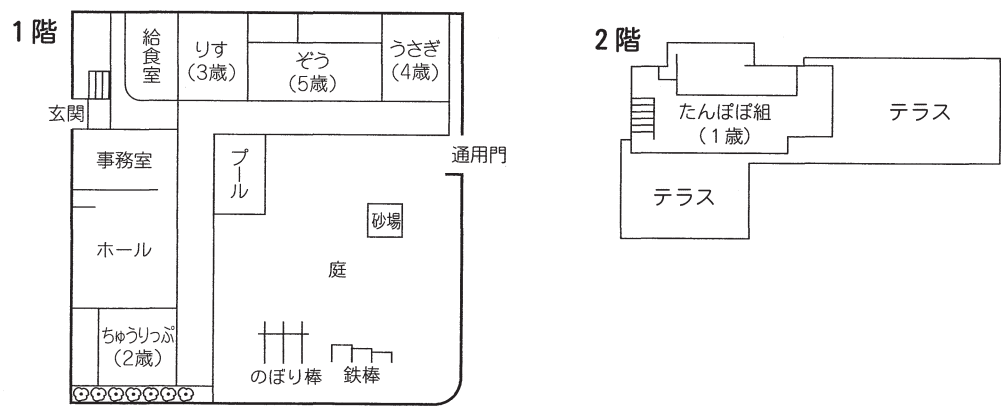 1階
給食室
りす
(3歳)
ぞう
(5歳)
うさぎ
(4歳)
玄関
事務室
プール
通用門
砂場
ホール
庭
ちゅうりっぷ
(2歳)
のぼり棒
鉄棒
2階
たんぽぽ組
(1歳)
テラス
テラス